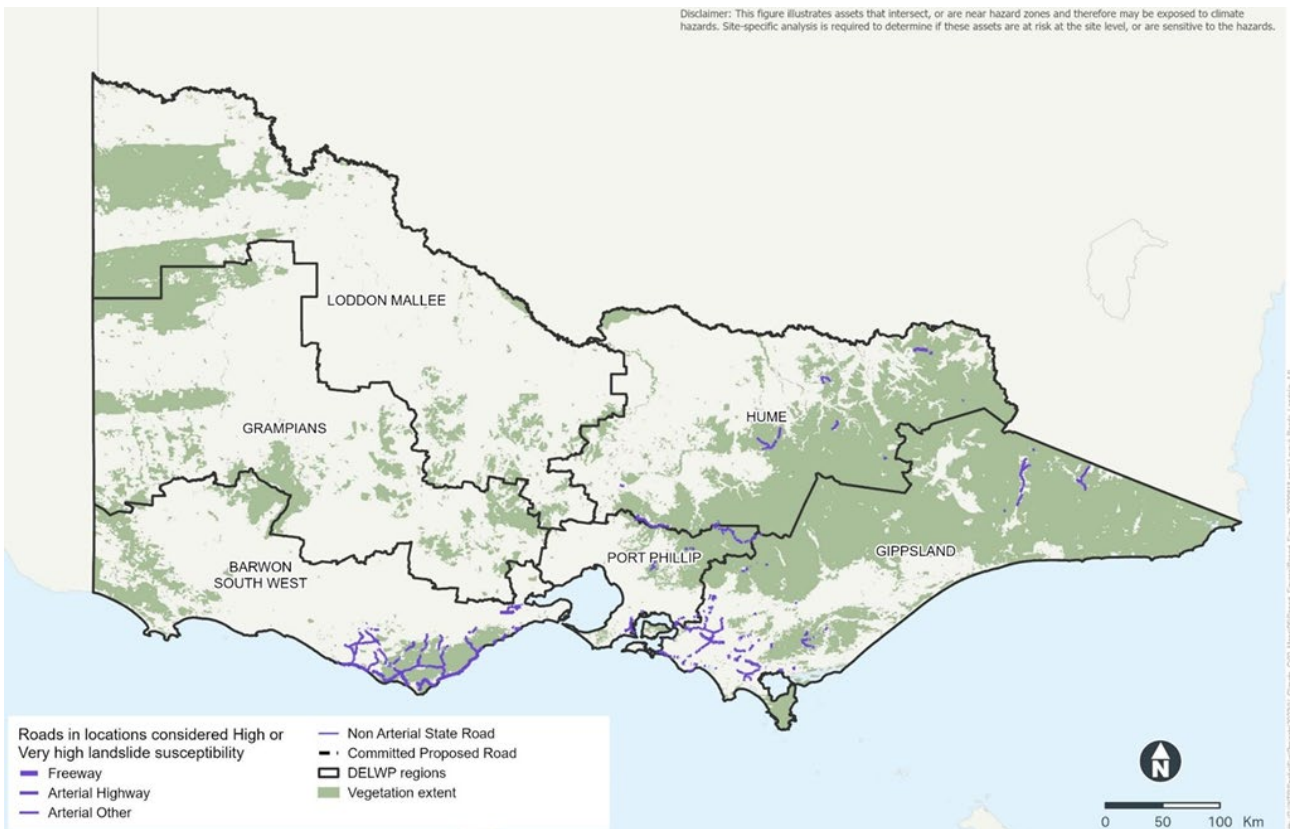 Disclaimer: This figure illustrates assets that intersect, or are near hazard zones and therefore may be exposed to climate
hazards. Site-specific analysis is required to determine if these assets are at risk at the site level, or are sensitive to the hazards.
LODDON MALLEE
GRAMPIANS
HUME
BARWON
SOUTH WEST
PORT PHILLIP
GIPPSLAND
Roads in locations considered High or
Very high landslide susceptibility
Freeway
Arterial Highway
Arterial Other
Non Arterial State Road
Committed Proposed Road
DELWP regions
Vegetation extent
N
0 50 100 Km